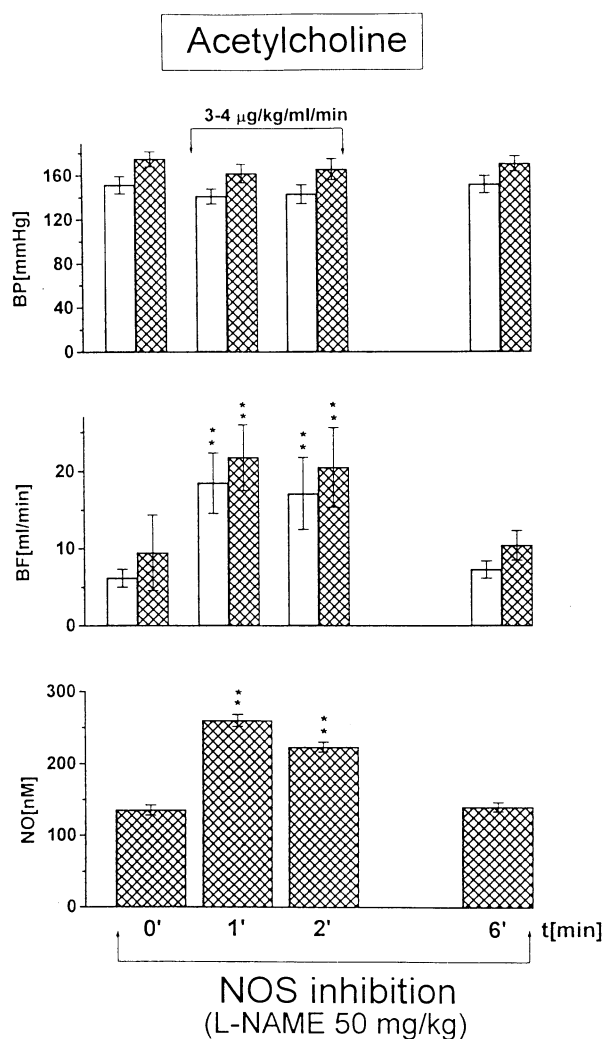 Acetylcholine
3-4 µg/kg/ml/min
BP[mmHg]
160
120
80
40
0
** ** ** **
BF[ml/min]
20
10
0
** **
NO[nM]
300
200
100
0
0' 1' 2' 6' t[min]
NOS inhibition
(L-NAME 50 mg/kg)